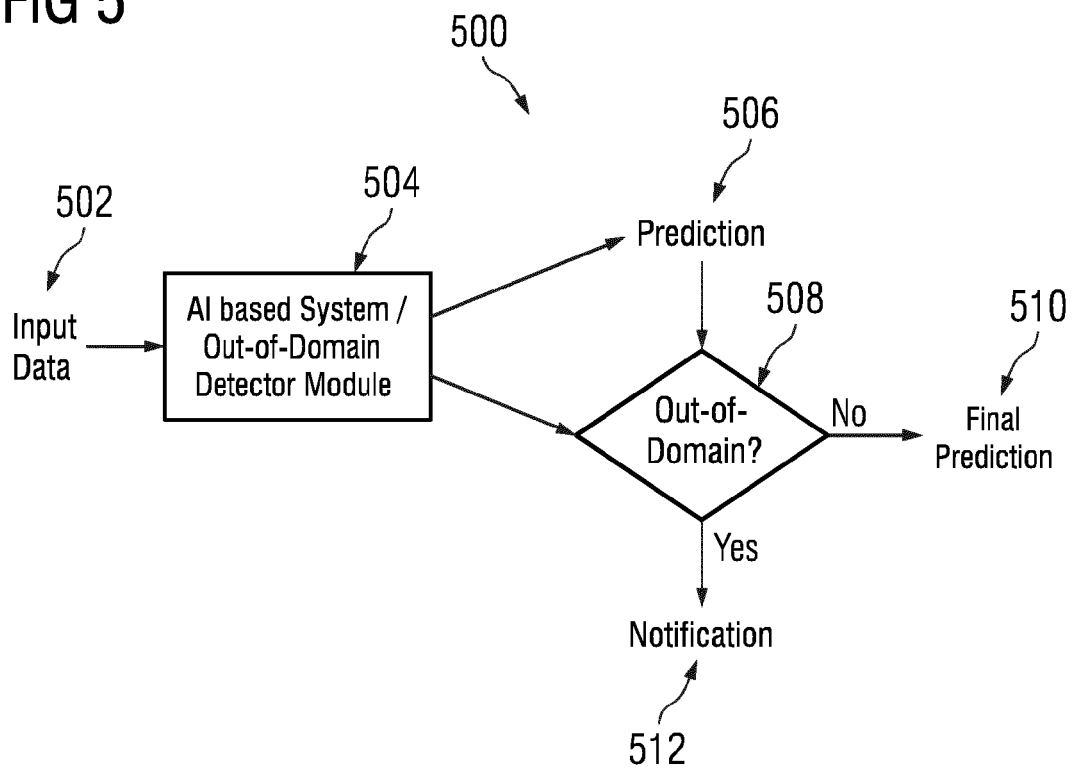 FIG 5
500
506
502
504
Prediction
508
510
Input
Data
AI based System /
Out-of-Domain
Detector Module
Out-of-
Domain?
No
Final
Prediction
Yes
Notification
512